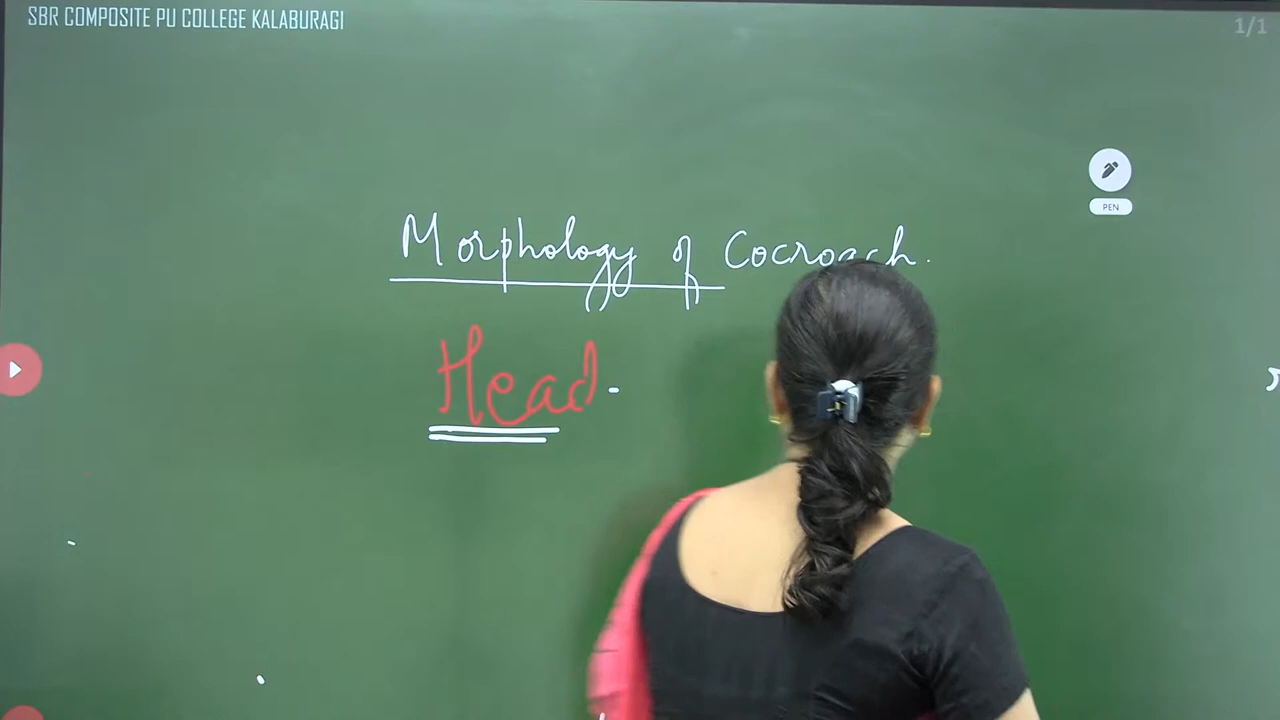 SBR COMPOSITE PU COLLEGE KALABURAGI
1/1
PEN
Morphology of Cocroach.
Head